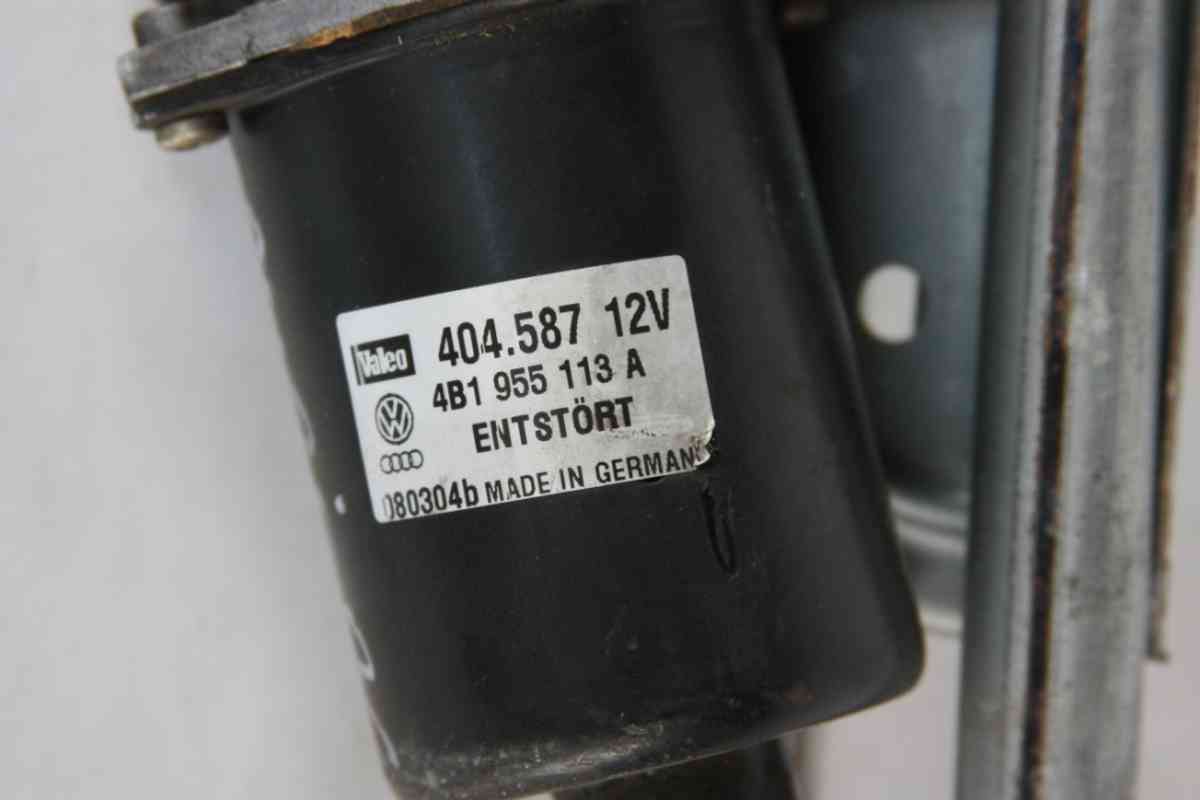 Valeo 404.587 12V
4B1 955 113 A
ENTSTÖRT
080304b MADE IN GERMANY